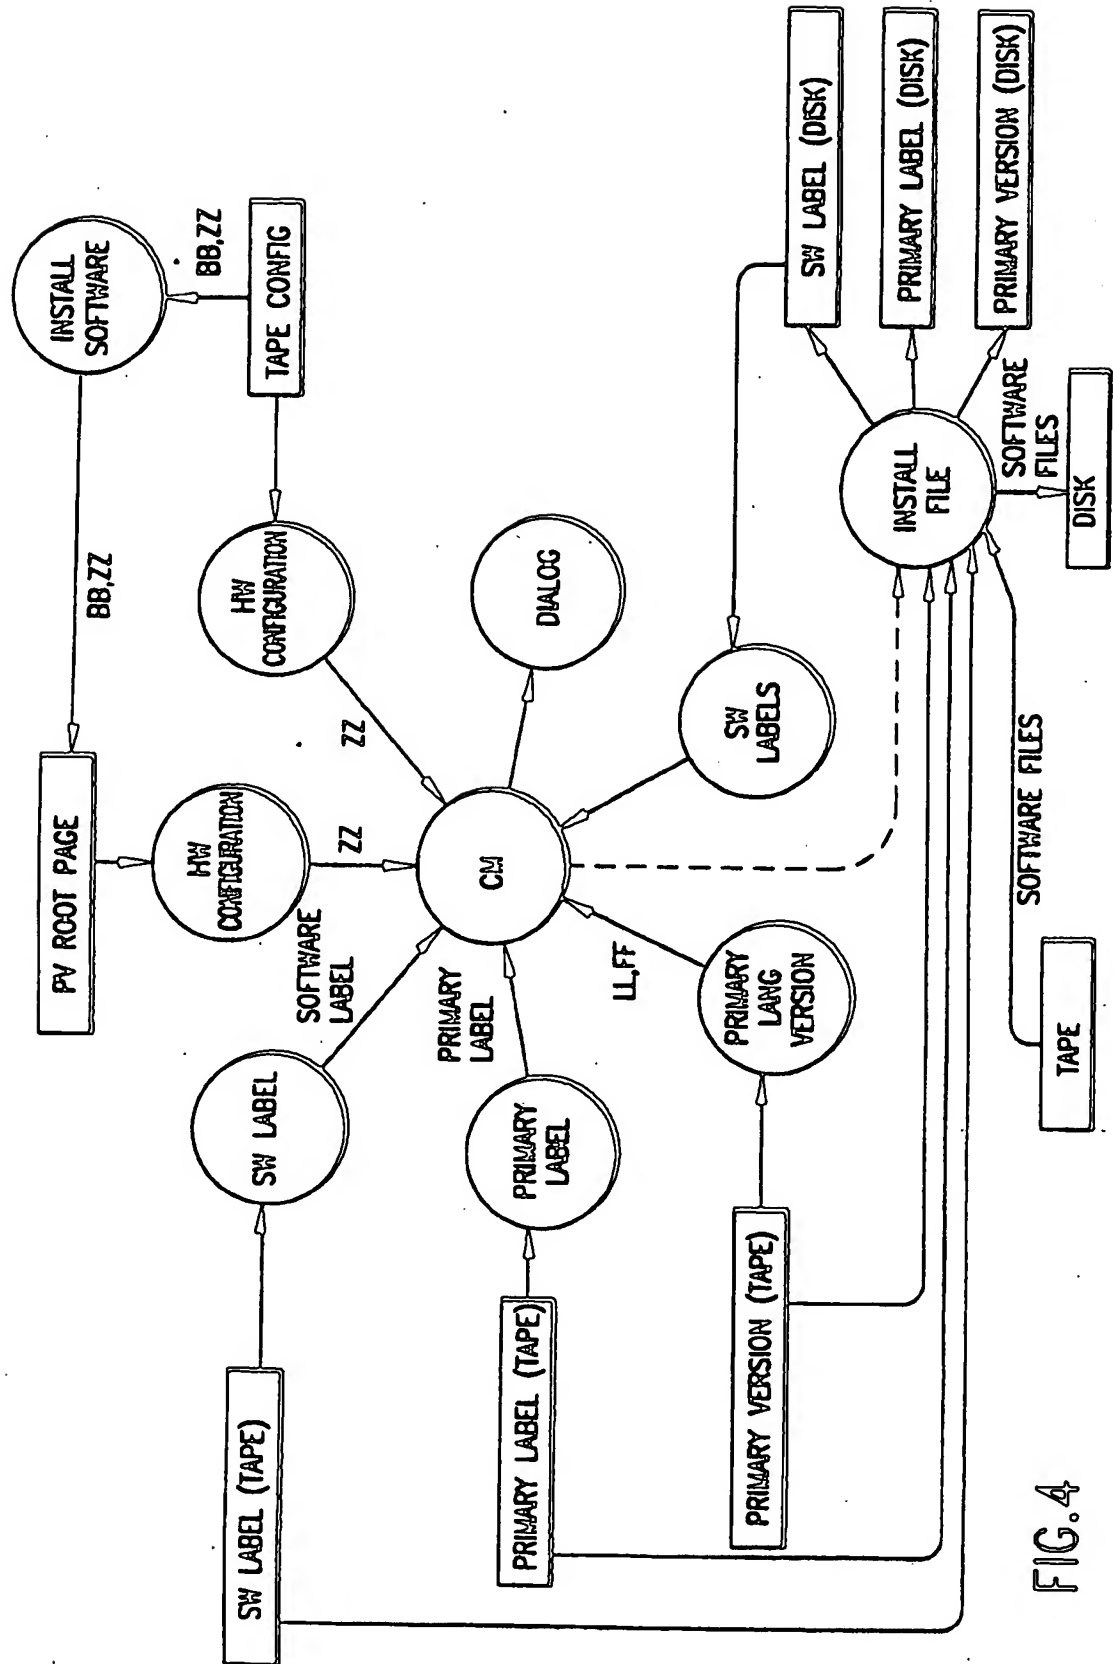 INSTALL
SOFTWARE
PV ROOT PAGE
BB,ZZ
BB,ZZ
HW
CONFIGURATION
HW
CONFIGURATION
TAPE CONFIG
SW LABEL (TAPE)
SW LABEL
SOFTWARE
LABEL
ZZ
ZZ
PRIMARY
LABEL
CM
PRIMARY LABEL (TAPE)
PRIMARY
LABEL
DIALOG
LL,FF
PRIMARY VERSION (TAPE)
PRIMARY
LANG
VERSION
SW
LABELS
SW LABEL (DISK)
PRIMARY LABEL (DISK)
INSTALL
FILE
PRIMARY VERSION (DISK)
SOFTWARE
FILES
SOFTWARE FILES
TAPE
DISK
FIG.4